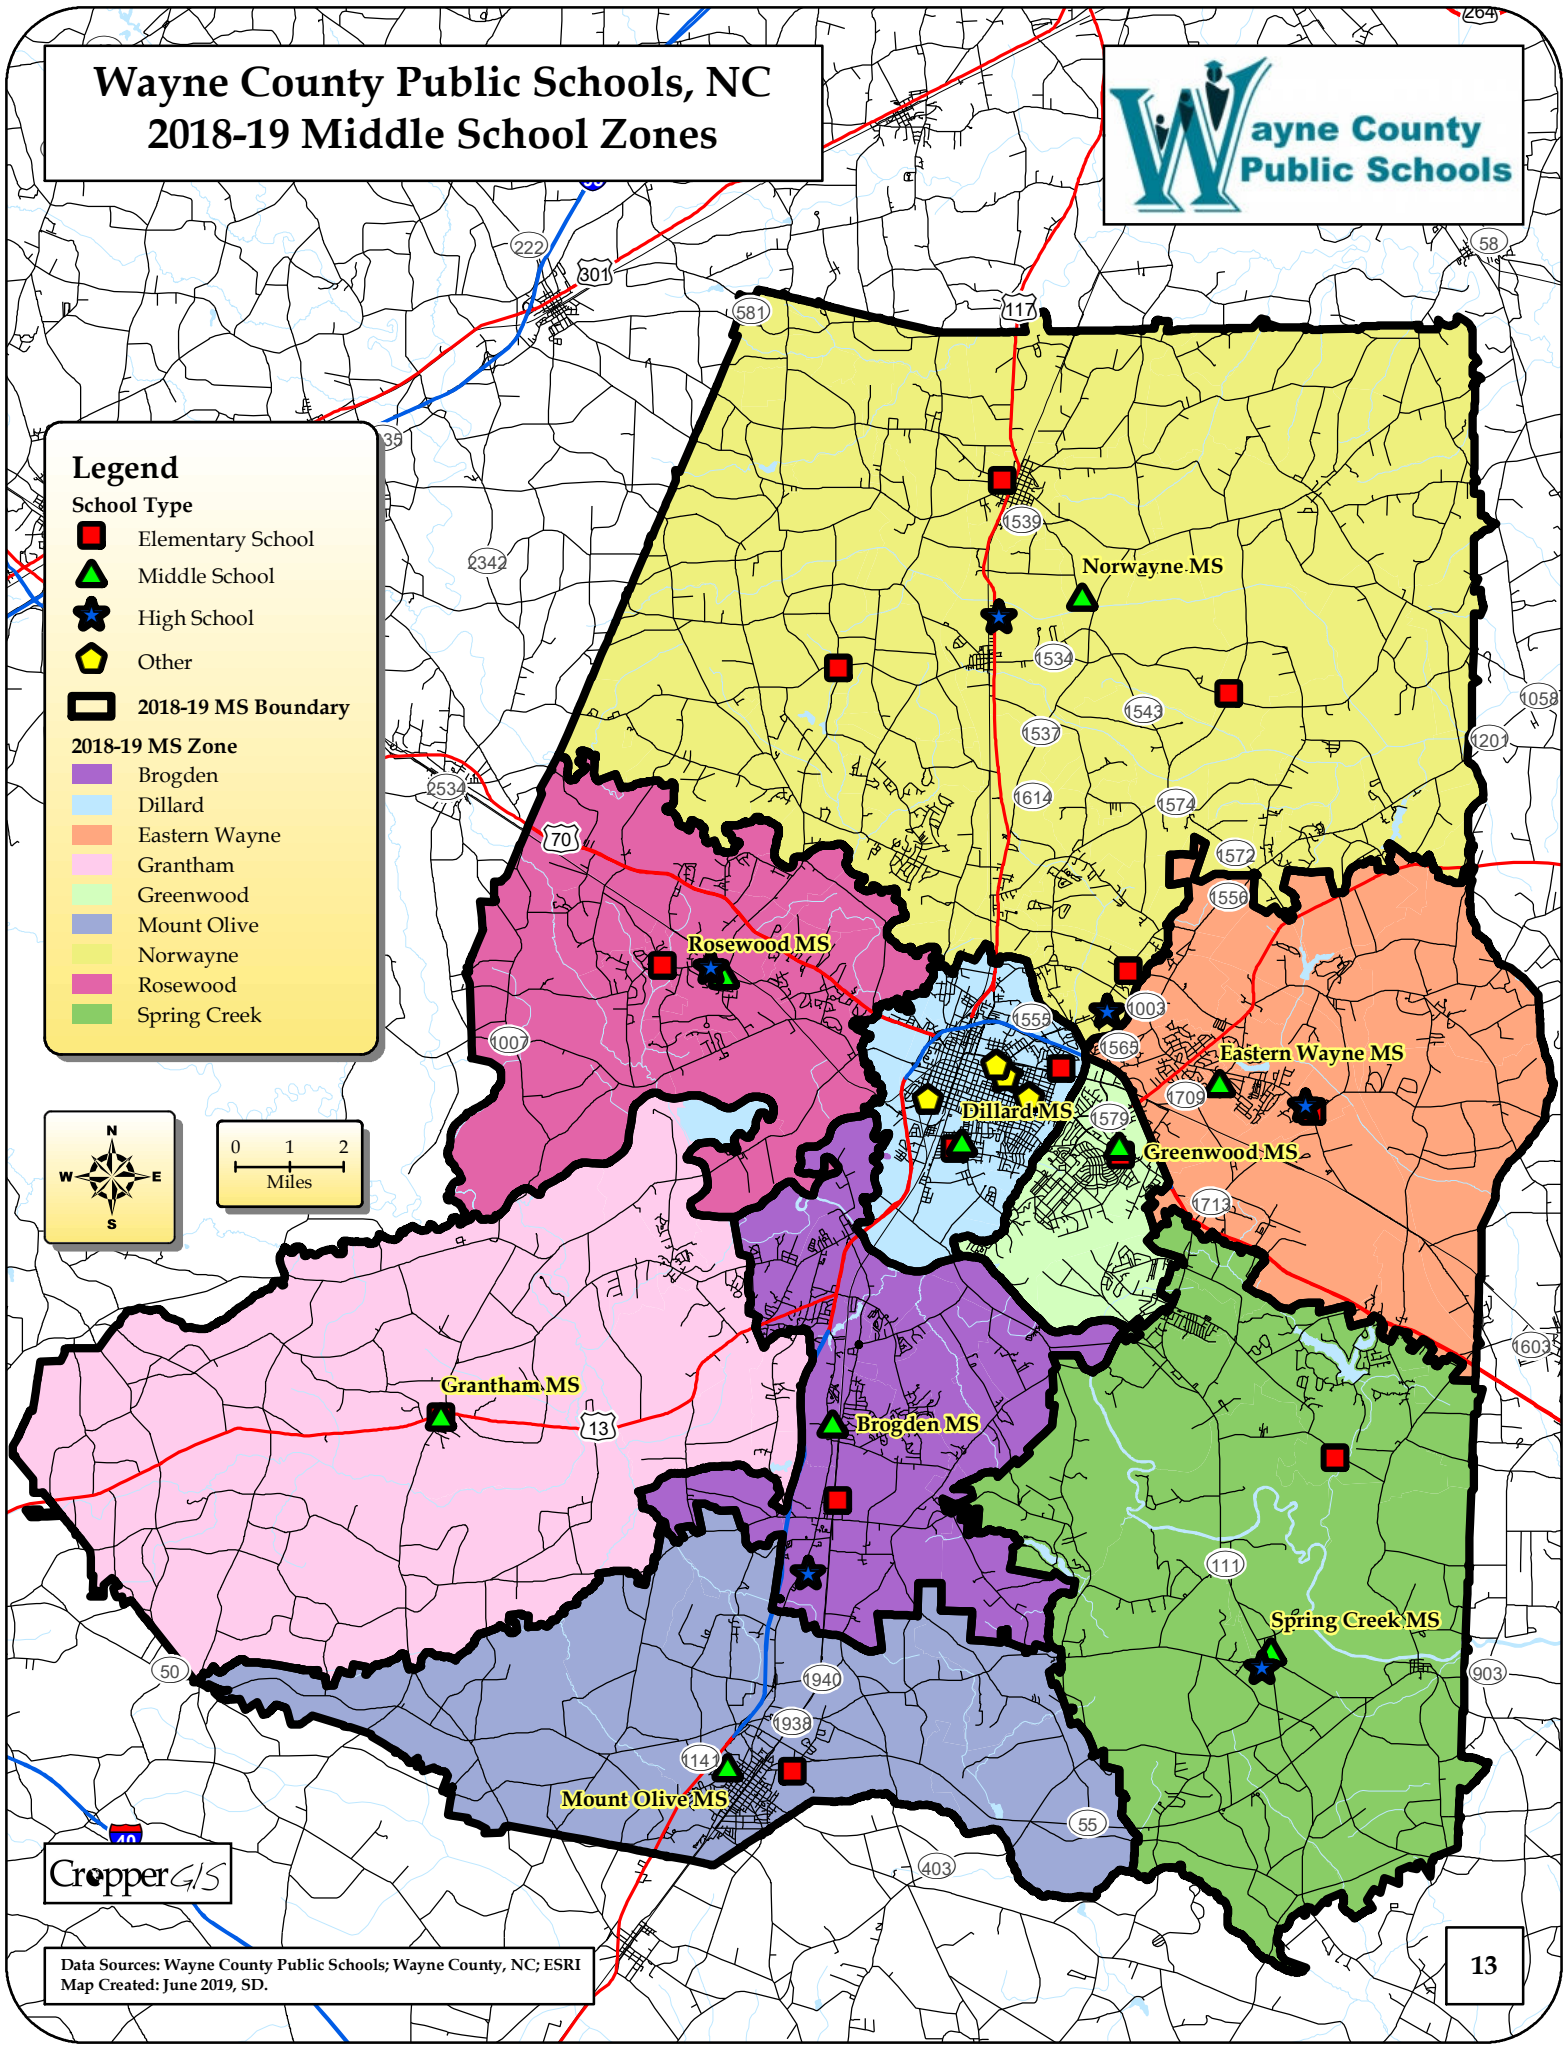 Wayne County Public Schools, NC
2018-19 Middle School Zones
Wayne County
Public Schools
264
58
222
301
117
581
35
Legend
School Type
Elementary School
Middle School
High School
Other
2018-19 MS Boundary
2018-19 MS Zone
Brogden
Dillard
Eastern Wayne
Grantham
Greenwood
Mount Olive
Norwayne
Rosewood
Spring Creek
1539
2342
Norwayne MS
1534
1543
1058
1537
1201
2534
1614
1574
70
1572
1556
Rosewood MS
1003
1555
1007
1565
Eastern Wayne MS
1709
Dillard MS
1579
Greenwood MS
N
W E
S
0 1 2
Miles
1713
1603
Grantham MS
13
Brogden MS
111
Spring Creek MS
50
1940
903
1938
1141
Mount Olive MS
55
40
403
Cropper GIS
Data Sources: Wayne County Public Schools; Wayne County, NC; ESRI
Map Created: June 2019, SD.
13